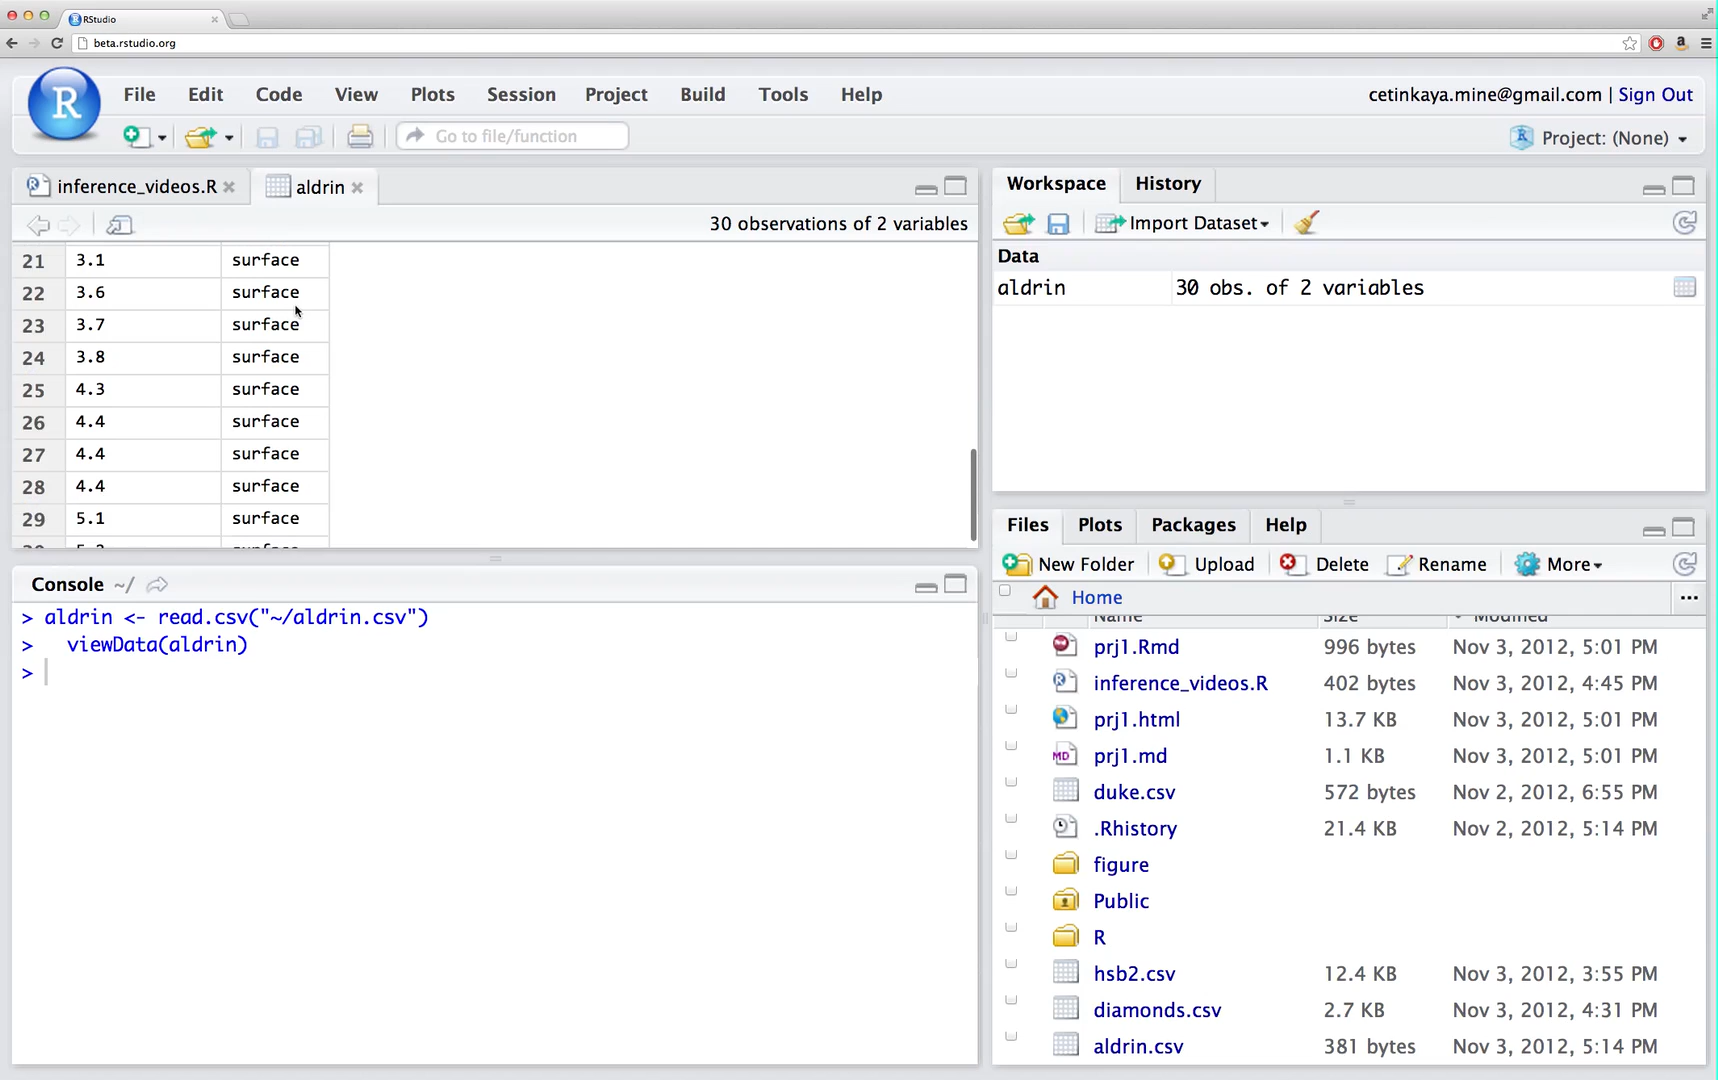 RStudio
beta.rstudio.org
File Edit Code View Plots Session Project Build Tools Help
cetinkaya.mine@gmail.com | Sign Out
Go to file/function
Project: (None)
inference_videos.R
aldrin
30 observations of 2 variables
21 3.1 surface
22 3.6 surface
23 3.7 surface
24 3.8 surface
25 4.3 surface
26 4.4 surface
27 4.4 surface
28 4.4 surface
29 5.1 surface
Console ~/
> aldrin <- read.csv("~/aldrin.csv")
> viewData(aldrin)
>
Workspace History
Import Dataset
Data
aldrin 30 obs. of 2 variables
Files Plots Packages Help
New Folder Upload Delete Rename More
Home
Name Size Modified
prj1.Rmd 996 bytes Nov 3, 2012, 5:01 PM
inference_videos.R 402 bytes Nov 3, 2012, 4:45 PM
prj1.html 13.7 KB Nov 3, 2012, 5:01 PM
prj1.md 1.1 KB Nov 3, 2012, 5:01 PM
duke.csv 572 bytes Nov 2, 2012, 6:55 PM
.Rhistory 21.4 KB Nov 2, 2012, 5:14 PM
figure
Public
R
hsb2.csv 12.4 KB Nov 3, 2012, 3:55 PM
diamonds.csv 2.7 KB Nov 3, 2012, 4:31 PM
aldrin.csv 381 bytes Nov 3, 2012, 5:14 PM